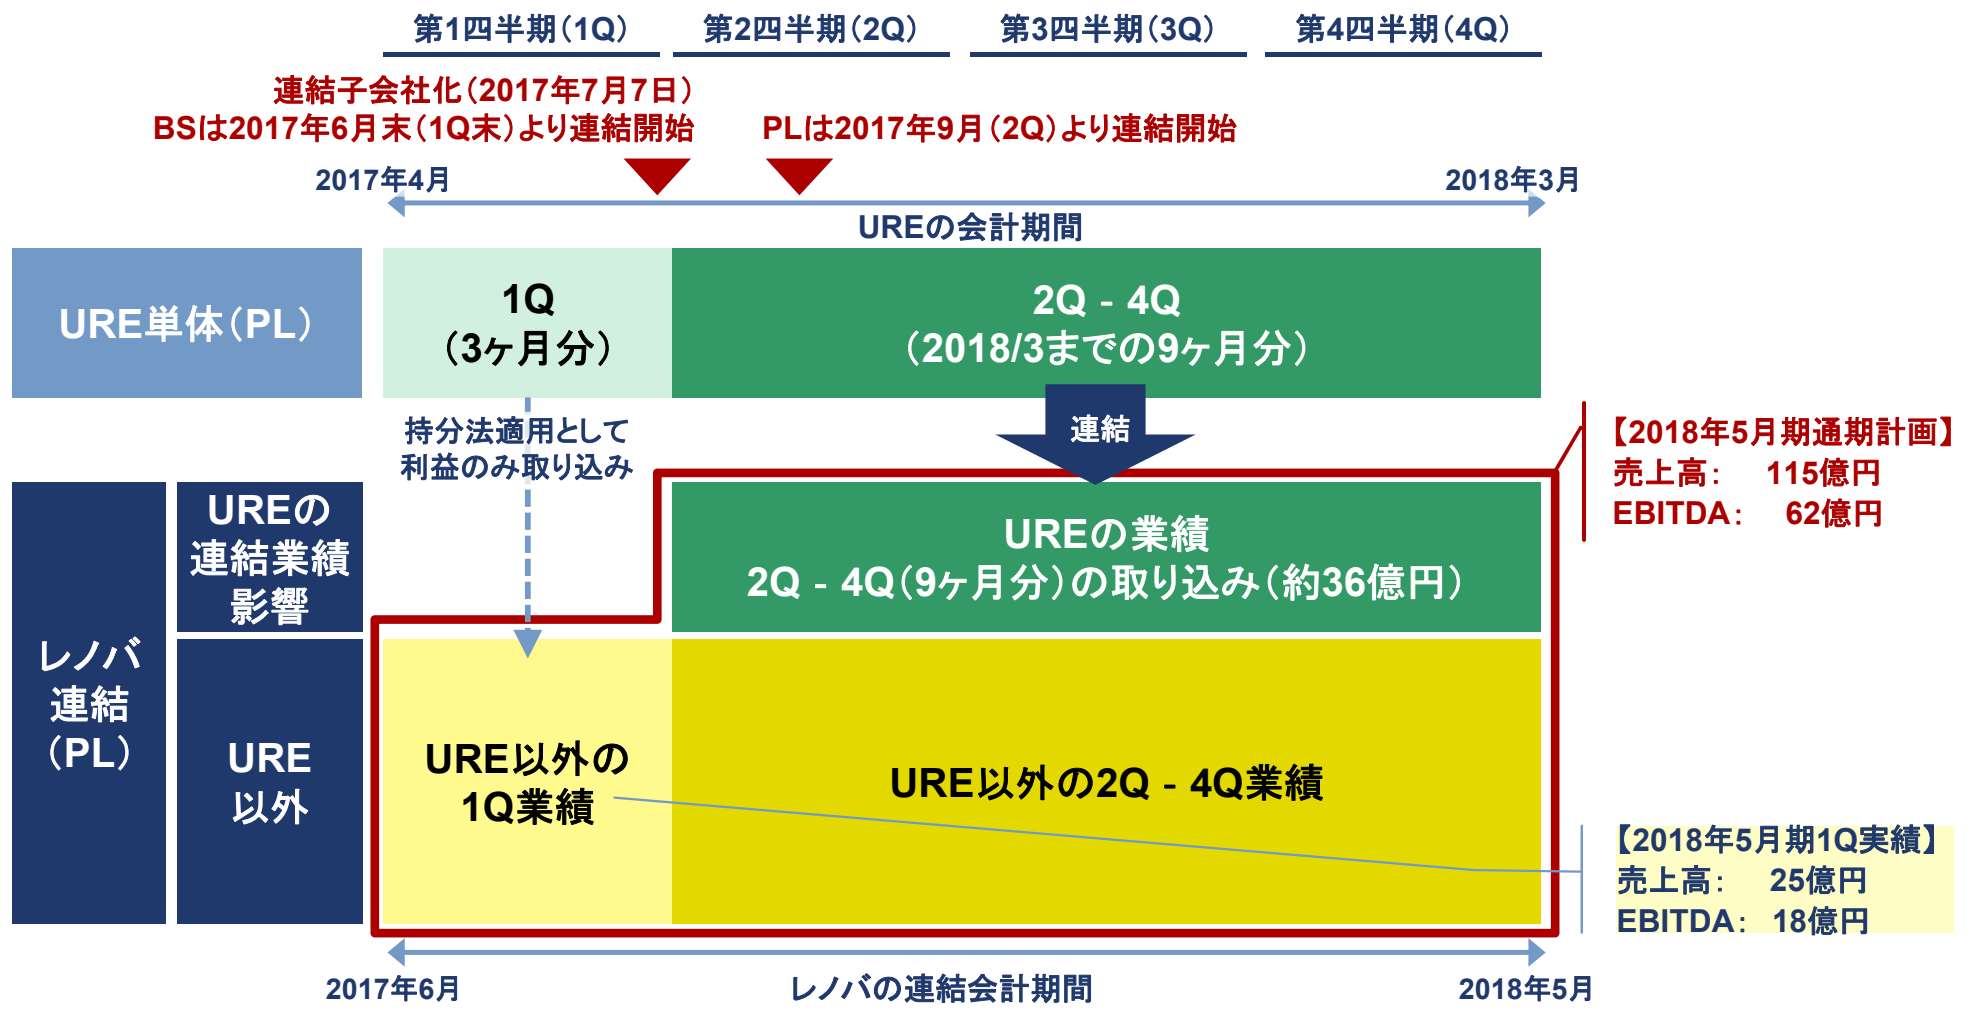 第1四半期（1Q）
第2四半期（2Q）
第3四半期（3Q）
第4四半期（4Q）
連結子会社化（2017年7月7日）
BSは2017年6月末（1Q末）より連結開始
PLは2017年9月（2Q）より連結開始
2017年4月
2018年3月
UREの会計期間
URE単体（PL）
1Q
（3ヶ月分）
2Q - 4Q
（2018/3までの9ヶ月分）
持分法適用として
利益のみ取り込み
連結
【2018年5月期通期計画】
売上高： 115億円
EBITDA： 62億円
レノバ
連結
（PL）
UREの
連結業績
影響
UREの業績
2Q - 4Q（9ヶ月分）の取り込み（約36億円）
URE
以外
URE以外の
1Q業績
URE以外の2Q - 4Q業績
【2018年5月期1Q実績】
売上高： 25億円
EBITDA： 18億円
2017年6月
レノバの連結会計期間
2018年5月